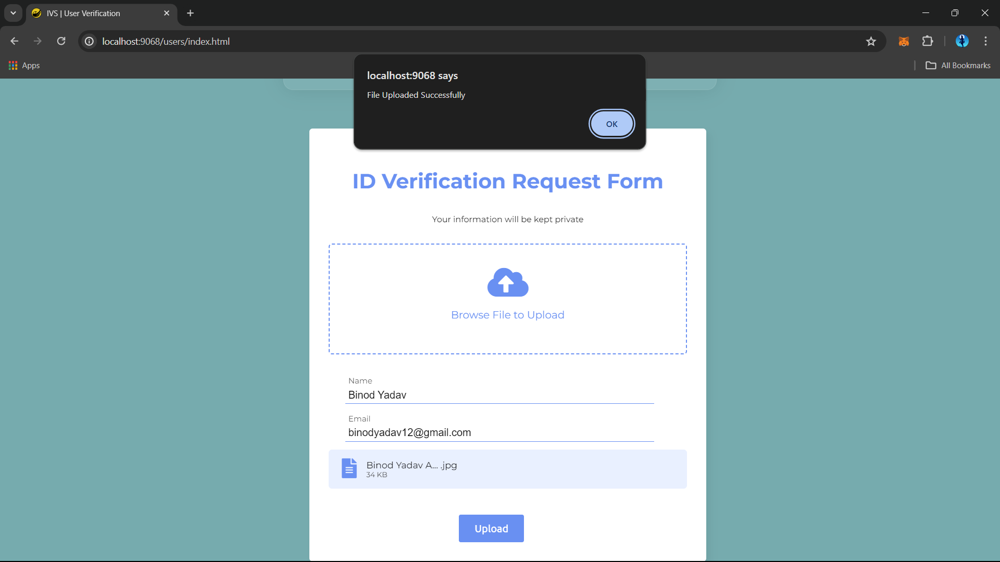 IVS | User Verification
localhost:9068/users/index.html
Apps
All Bookmarks
localhost:9068 says
File Uploaded Successfully
OK
ID Verification Request Form
Your information will be kept private
Browse File to Upload
Name
Binod Yadav
Email
binodyadav12@gmail.com
Binod Yadav A... .jpg
34 KB
Upload